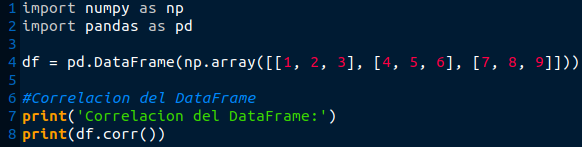 1 import numpy as np
2 import pandas as pd
3
4 df = pd.DataFrame(np.array([[1, 2, 3], [4, 5, 6], [7, 8, 9]]))
5
6 #Correlacion del DataFrame
7 print('Correlacion del DataFrame:')
8 print(df.corr())